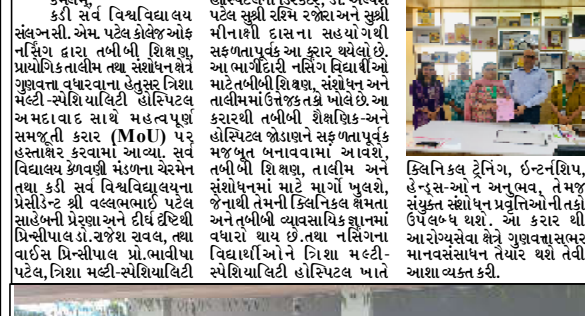 કમલમ્,
કડી સર્વ વિશ્વવિદ્યાલય
સંલગ્ન સી. એમ. પટેલ કોલેજ ઓફ
નર્સિંગ દ્વારા તબીબી શિક્ષણ,
પ્રાયોગિક તાલીમ તથા સંશોધન ક્ષેત્રે
ગુણવત્તા વધારવાના હેતુસર ત્રિશા
મલ્ટી -સ્પેશિયાલિટી હોસ્પિટલ
અમદાવાદ સાથે મહત્વપૂર્ણ
સમજૂતી કરાર (MoU) પર
હસ્તાક્ષર કરવામાં આવ્યા. સર્વ
વિદ્યાલય કેળવણી મંડળના ચેરમેન
તથા કડી સર્વ વિશ્વવિદ્યાલયના
પ્રેસીડેન્ટ શ્રી વલ્લભભાઈ પટેલ
સાહેબની પ્રેરણા અને દીર્ઘ દ્રષ્ટિથી
પ્રિન્સીપાલ ડૉ. રાજેશ રાવલ, તથા
વાઈસ પ્રિન્સીપાલ પ્રો.ભાવીષા
પટેલ, ત્રિશા મલ્ટી-સ્પેશિયાલિટી
હોસ્પિટલના ડિરેક્ટર, ડૉ. અલ્પા
પટેલ સુશ્રી રશ્મિ રજોરા અને સુશ્રી
મીનાક્ષી દાસના સહયોગથી
સફળતાપૂર્વક આ કરાર થયેલો છે.
આ ભાગીદારી નર્સિંગ વિદ્યાર્થીઓ
માટે તબીબી શિક્ષણ, સંશોધન અને
તાલીમમાં ઉત્તેજક તકો ખોલે છે. આ
કરારથી તબીબી શૈક્ષણિક-અને
હોસ્પિટલ જોડાણને સફળતાપૂર્વક
મજબૂત બનાવવામાં આવશે,
તબીબી શિક્ષણ, તાલીમ અને
સંશોધનમાં માટે માર્ગો ખુલશે,
જેનાથી તેમની ક્લિનિકલ ક્ષમતા
અને તબીબી વ્યાવસાયિક જ્ઞાનમાં
વધારો થાય છે.તથા નર્સિંગના
વિદ્યાર્થીઓને ત્રિશા મલ્ટી-
સ્પેશિયાલિટી હોસ્પિટલ ખાતે
ક્લિનિકલ ટ્રેનિંગ, ઇન્ટર્નશિપ,
હેન્ડ્સ-ઓન અનુભવ, તેમજ
સંયુક્ત સંશોધન પ્રવૃત્તિઓની તકો
ઉપલબ્ધ થશે. આ કરાર થી
આરોગ્યસેવા ક્ષેત્રે ગુણવત્તાસભર
માનવસંસાધન તૈયાર થશે તેવી
આશા વ્યક્ત કરી.